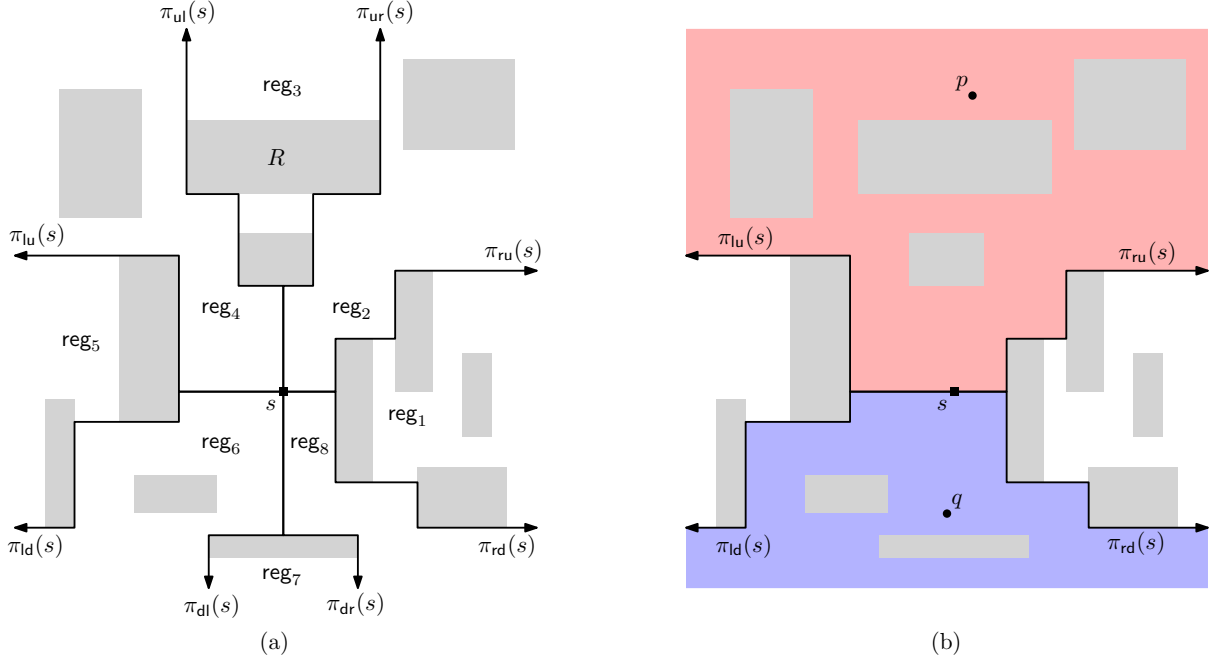 π_ul(s) π_ur(s)
reg_3
R
π_lu(s)
π_ru(s)
reg_4 reg_2
reg_5
s
reg_1
reg_6 reg_8
π_ld(s) π_rd(s)
reg_7
π_dl(s) π_dr(s)
(a)
p
π_lu(s)
π_ru(s)
s
q
π_ld(s) π_rd(s)
(b)